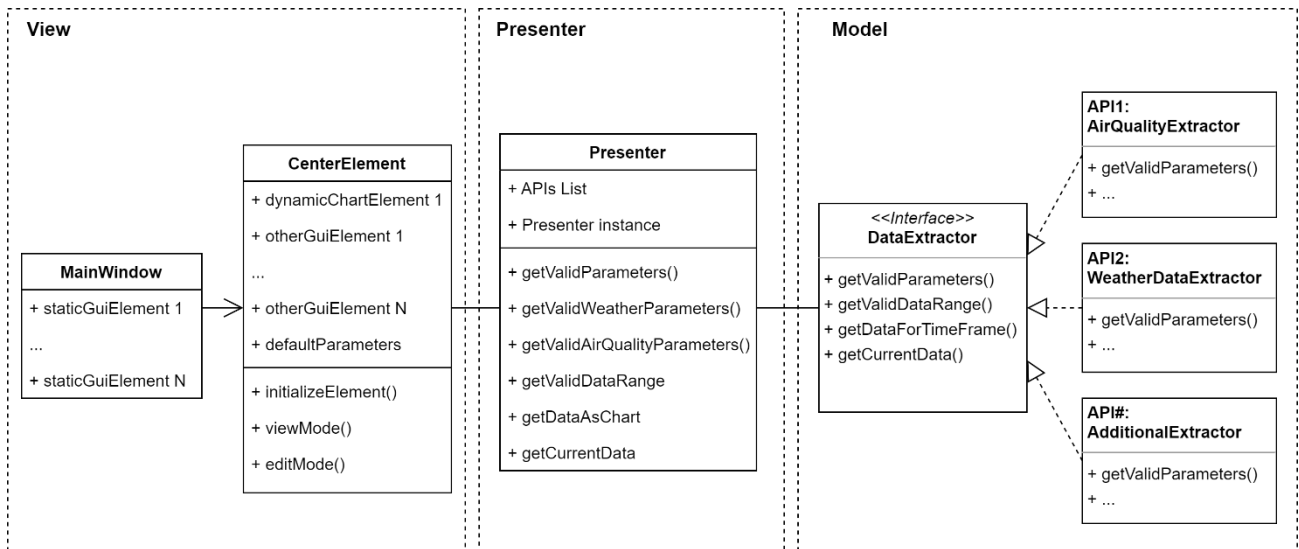 View
MainWindow
+ staticGuiElement 1
...
+ staticGuiElement N
CenterElement
+ dynamicChartElement 1
+ otherGuiElement 1
...
+ otherGuiElement N
+ defaultParameters
+ initializeElement()
+ viewMode()
+ editMode()
Presenter
Presenter
+ APIs List
+ Presenter instance
+ getValidParameters()
+ getValidWeatherParameters()
+ getValidAirQualityParameters()
+ getValidDataRange
+ getDataAsChart
+ getCurrentData
Model
<<Interface>>
DataExtractor
+ getValidParameters()
+ getValidDataRange()
+ getDataForTimeFrame()
+ getCurrentData()
API1:
AirQualityExtractor
+ getValidParameters()
+ ...
API2:
WeatherDataExtractor
+ getValidParameters()
+ ...
API#:
AdditionalExtractor
+ getValidParameters()
+ ...